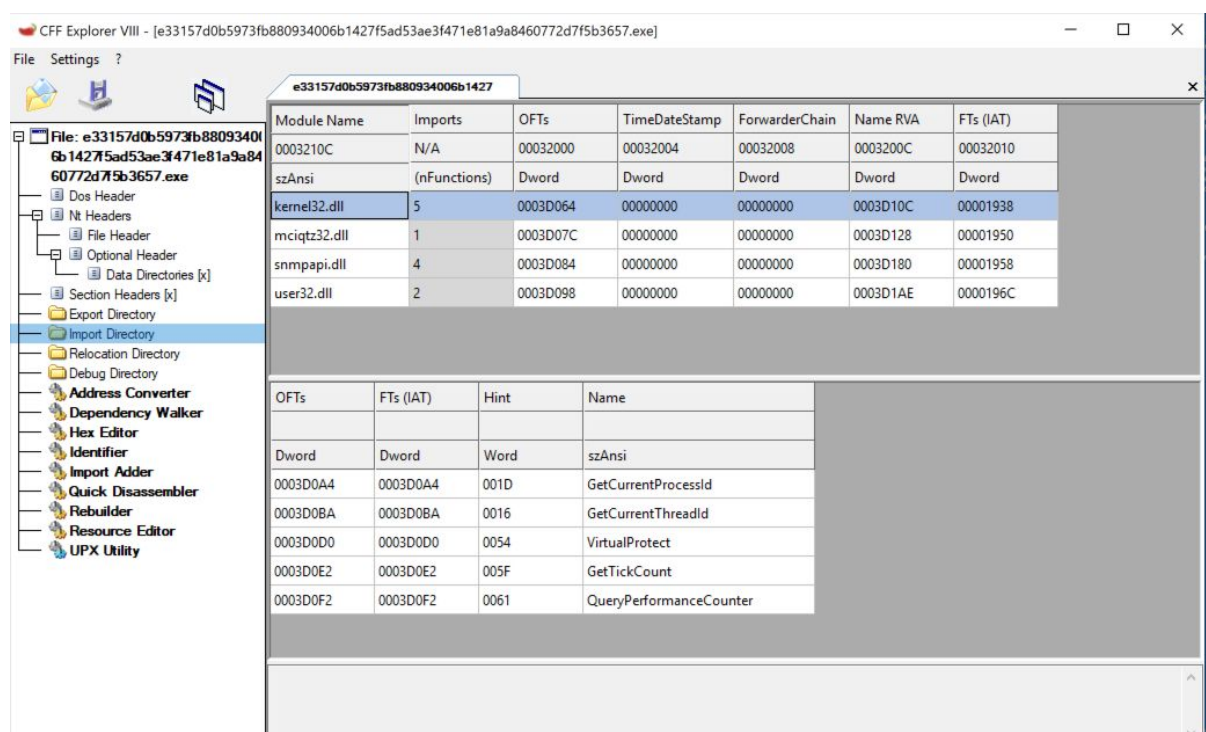 CFF Explorer VIII - [e33157d0b5973fb880934006b1427f5ad53ae3f471e81a9a8460772d7f5b3657.exe]
File Settings ?
e33157d0b5973fb880934006b1427
File: e33157d0b5973fb88093400
6b1427f5ad53ae3f471e81a9a84
60772d7f5b3657.exe
Dos Header
Nt Headers
File Header
Optional Header
Data Directories [x]
Section Headers [x]
Export Directory
Import Directory
Relocation Directory
Debug Directory
Address Converter
Dependency Walker
Hex Editor
Identifier
Import Adder
Quick Disassembler
Rebuilder
Resource Editor
UPX Utility
Module Name Imports OFTs TimeDateStamp ForwarderChain Name RVA FTs (IAT)
0003210C N/A 00032000 00032004 00032008 0003200C 00032010
szAnsi (nFunctions) Dword Dword Dword Dword Dword
kernel32.dll 5 0003D064 00000000 00000000 0003D10C 00001938
mciqtz32.dll 1 0003D07C 00000000 00000000 0003D128 00001950
snmpapi.dll 4 0003D084 00000000 00000000 0003D180 00001958
user32.dll 2 0003D098 00000000 00000000 0003D1AE 0000196C
OFTs FTs (IAT) Hint Name
Dword Dword Word szAnsi
0003D0A4 0003D0A4 001D GetCurrentProcessId
0003D0BA 0003D0BA 0016 GetCurrentThreadId
0003D0D0 0003D0D0 0054 VirtualProtect
0003D0E2 0003D0E2 005F GetTickCount
0003D0F2 0003D0F2 0061 QueryPerformanceCounter